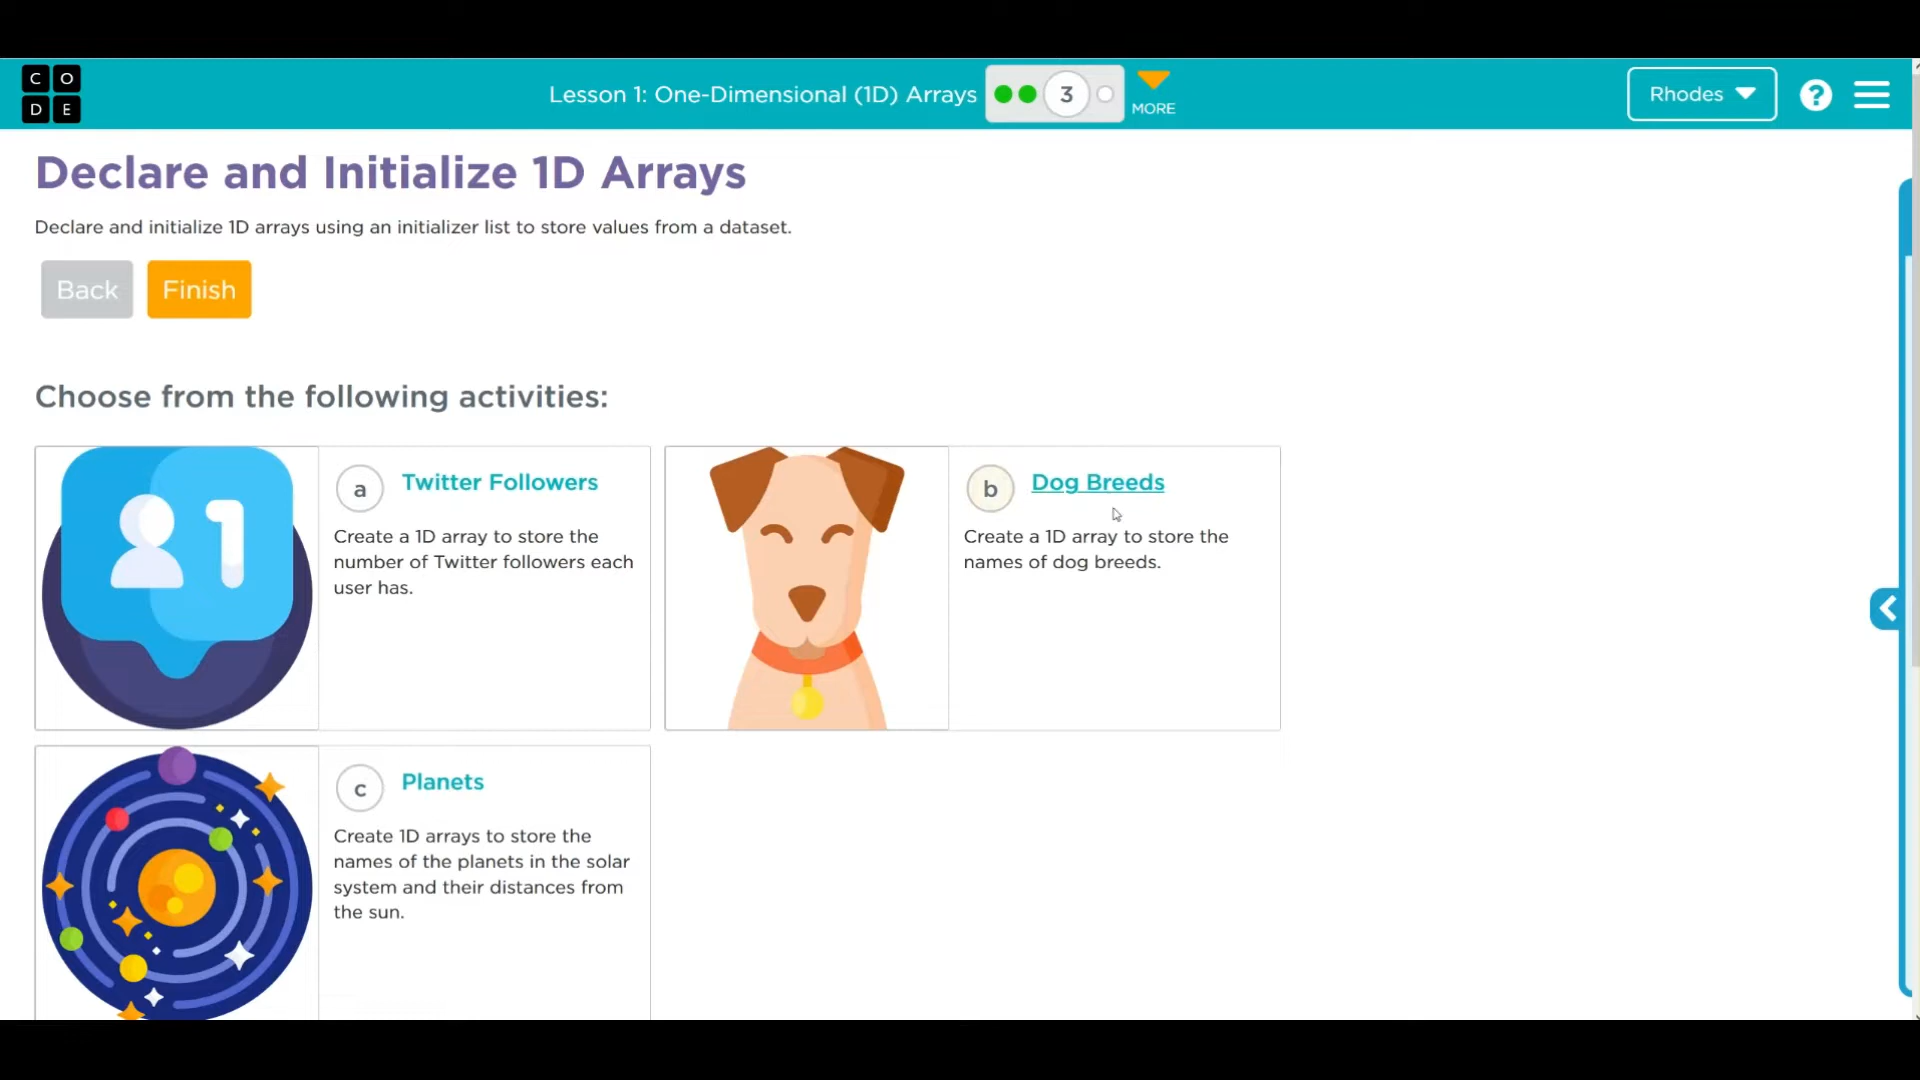 C O
D E
Lesson 1: One-Dimensional (1D) Arrays
3
MORE
Rhodes
?
Declare and Initialize 1D Arrays
Declare and initialize 1D arrays using an initializer list to store values from a dataset.
Back
Finish
Choose from the following activities:
1
a
Twitter Followers
Create a 1D array to store the
number of Twitter followers each
user has.
b
Dog Breeds
Create a 1D array to store the
names of dog breeds.
c
Planets
Create 1D arrays to store the
names of the planets in the solar
system and their distances from
the sun.